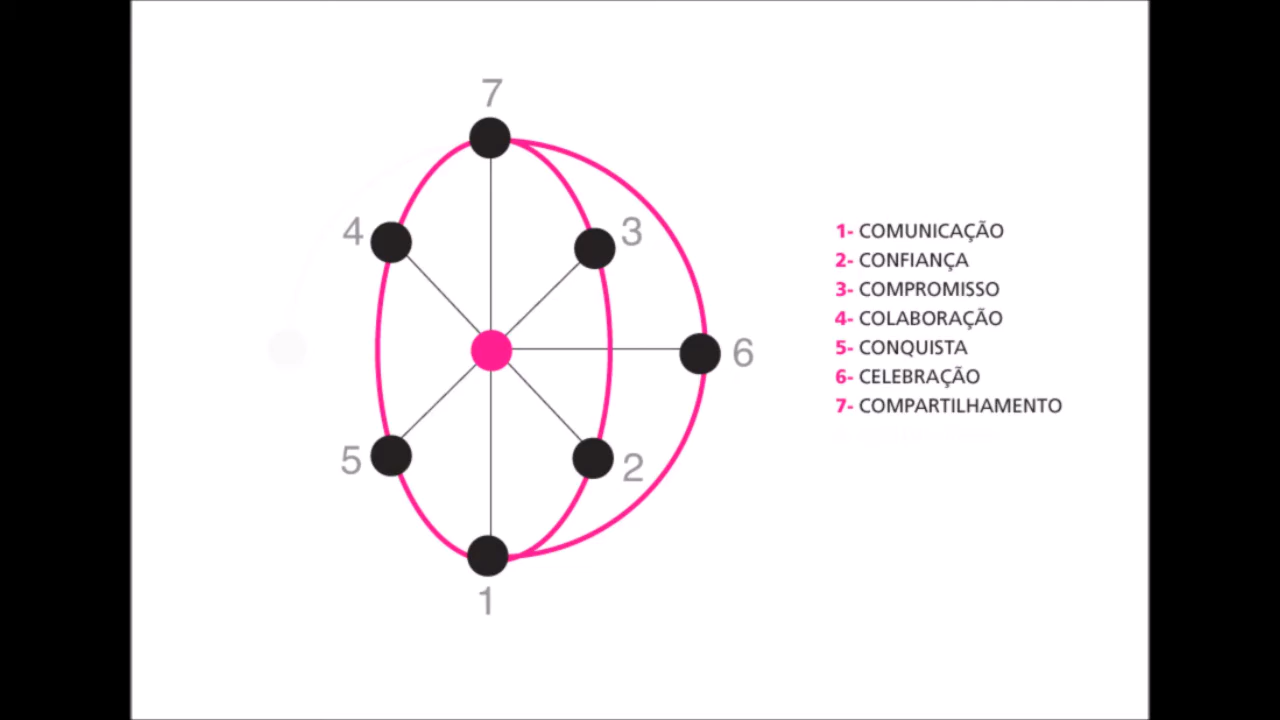 7
4
3
6
5
2
1
1- COMUNICAÇÃO
2- CONFIANÇA
3- COMPROMISSO
4- COLABORAÇÃO
5- CONQUISTA
6- CELEBRAÇÃO
7- COMPARTILHAMENTO